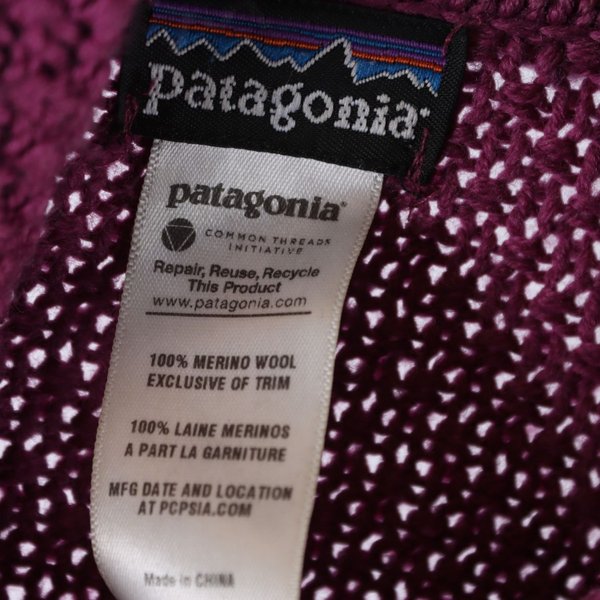 patagonia
patagonia®
COMMON THREADS
INITIATIVE
Repair, Reuse, Recycle
This Product
www.patagonia.com
100% MERINO WOOL
EXCLUSIVE OF TRIM
100% LAINE MERINOS
A PART LA GARNITURE
MFG DATE AND LOCATION
AT PCPSIA.COM
Made in CHINA